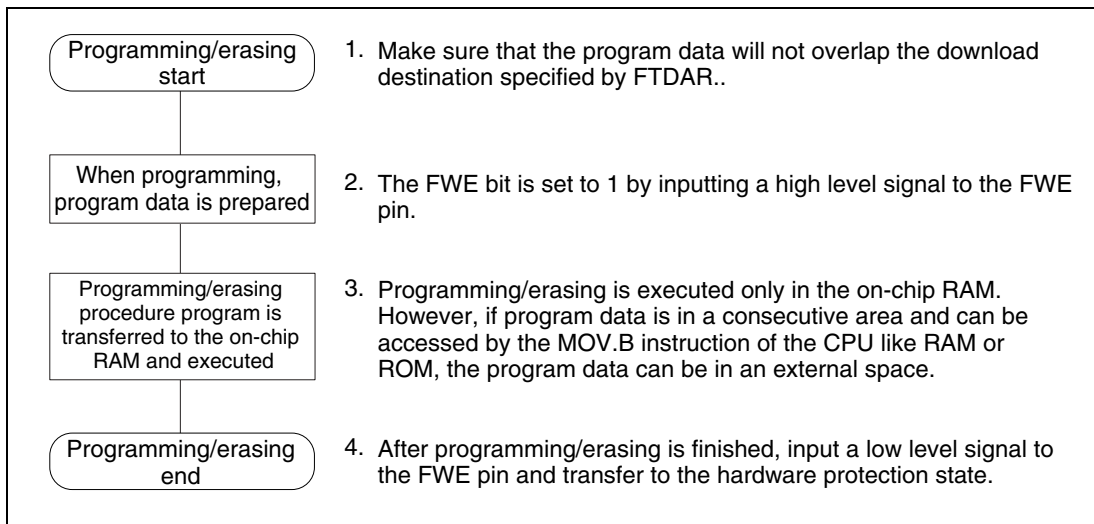 Programming/erasing
start
1. Make sure that the program data will not overlap the download
destination specified by FTDAR..
When programming,
program data is prepared
2. The FWE bit is set to 1 by inputting a high level signal to the FWE
pin.
Programming/erasing
procedure program is
transferred to the on-chip
RAM and executed
3. Programming/erasing is executed only in the on-chip RAM.
However, if program data is in a consecutive area and can be
accessed by the MOV.B instruction of the CPU like RAM or
ROM, the program data can be in an external space.
Programming/erasing
end
4. After programming/erasing is finished, input a low level signal to
the FWE pin and transfer to the hardware protection state.